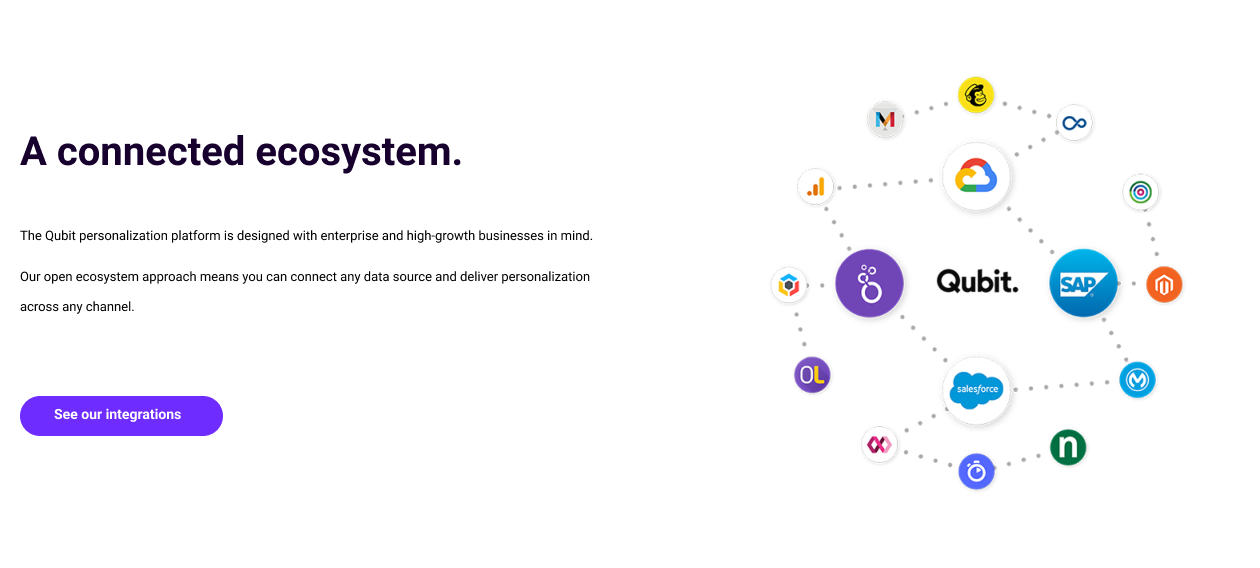 A connected ecosystem.
The Qubit personalization platform is designed with enterprise and high-growth businesses in mind.
Our open ecosystem approach means you can connect any data source and deliver personalization
across any channel.
See our integrations
M
Qubit.
SAP
OL
salesforce
n